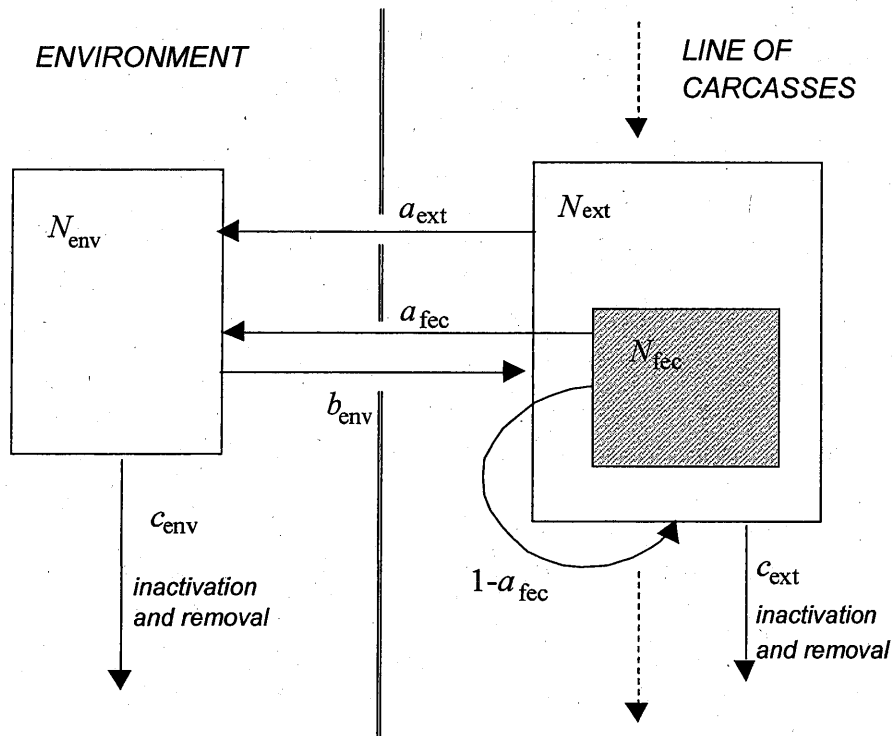 ENVIRONMENT
LINE OF
CARCASSES
N_env
a_ext
N_ext
a_fec
N_fec
b_env
c_env
inactivation
and removal
1-a_fec
c_ext
inactivation
and removal